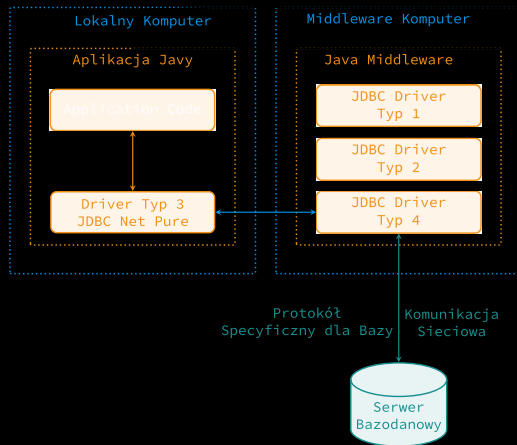 Lokalny Komputer
Middleware Komputer
Aplikacja Javy
Java Middleware
Application Code
JDBC Driver
Typ 1
JDBC Driver
Typ 2
Driver Typ 3
JDBC Net Pure
JDBC Driver
Typ 4
Protokół
Specyficzny dla Bazy
Komunikacja
Sieciowa
Serwer
Bazodanowy